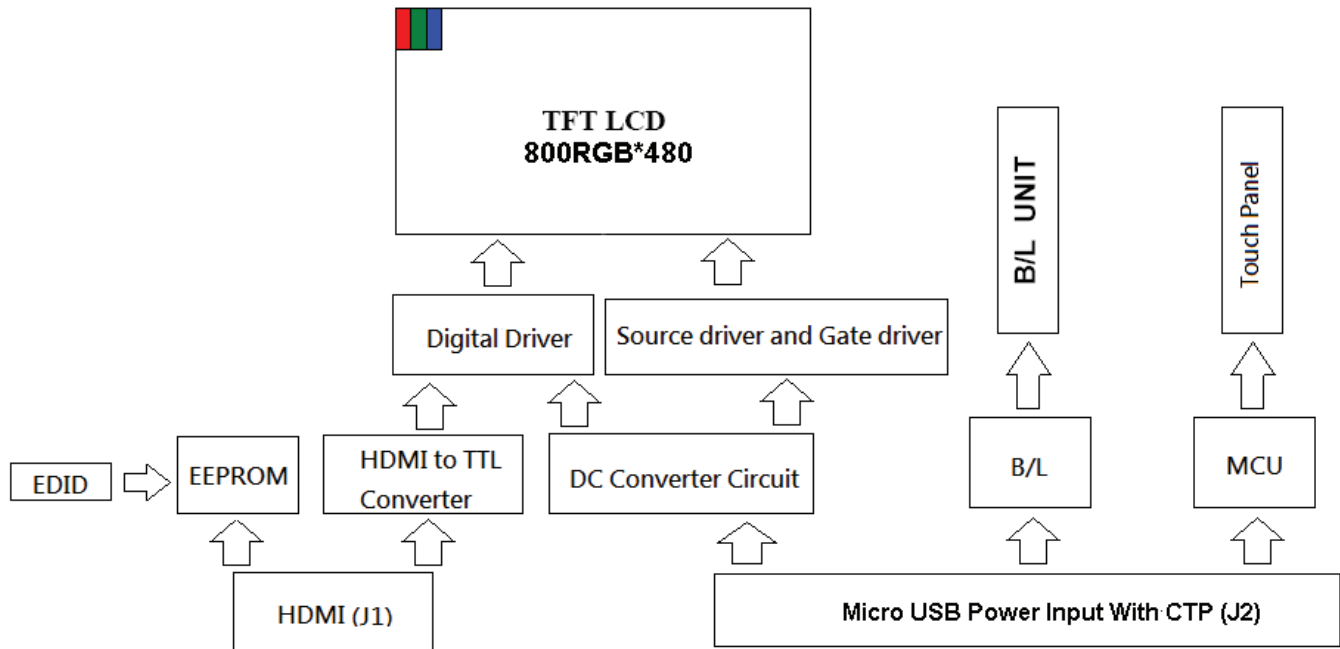 TFT LCD
800RGB*480
B/L UNIT
Touch Panel
Digital Driver
Source driver and Gate driver
EDID
EEPROM
HDMI to TTL
Converter
DC Converter Circuit
B/L
MCU
HDMI (J1)
Micro USB Power Input With CTP (J2)